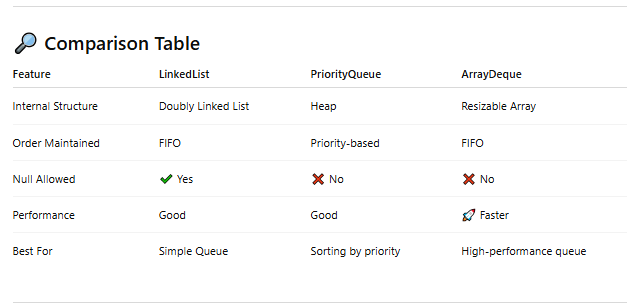 🔎 Comparison Table
Feature LinkedList PriorityQueue ArrayDeque
Internal Structure Doubly Linked List Heap Resizable Array
Order Maintained FIFO Priority-based FIFO
Null Allowed ✔ Yes ❌ No ❌ No
Performance Good Good 🚀 Faster
Best For Simple Queue Sorting by priority High-performance queue